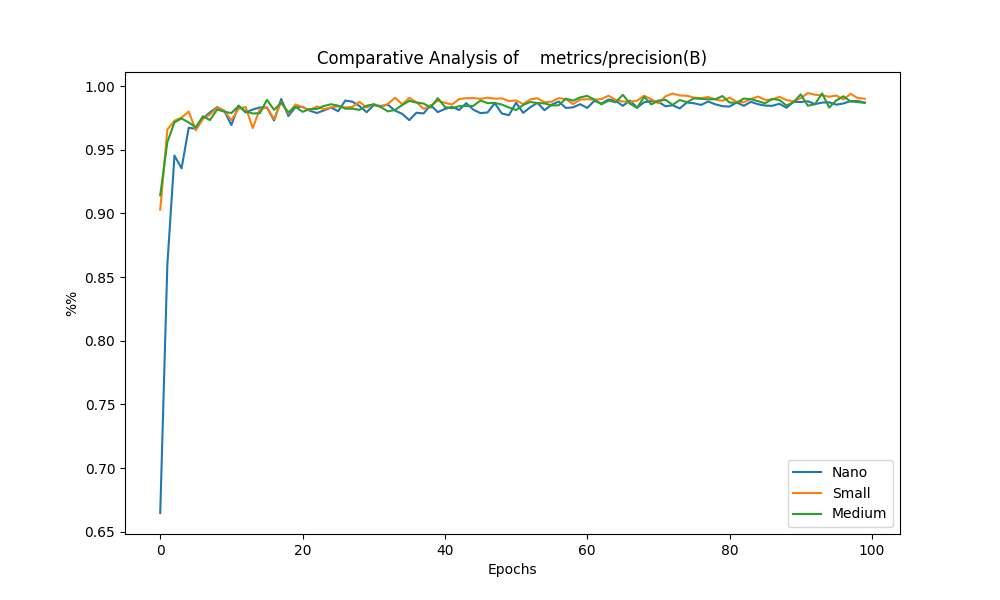 Comparative Analysis of    metrics/precision(B)
1.00
0.95
0.90
0.85
0.80
0.75
0.70
0.65
%%
0 20 40 60 80 100
Epochs
Nano
Small
Medium